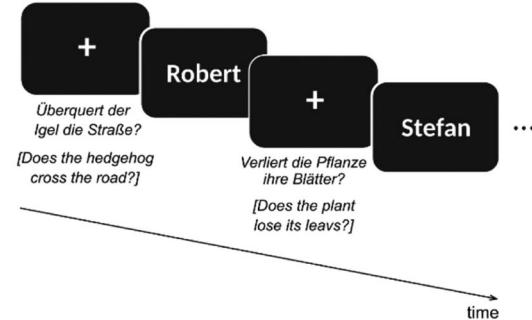 +
Robert
Überquert der
Igel die Straße?
[Does the hedgehog
cross the road?]
+
Stefan
...
Verliert die Pflanze
ihre Blätter?
[Does the plant
lose its leavs?]
time